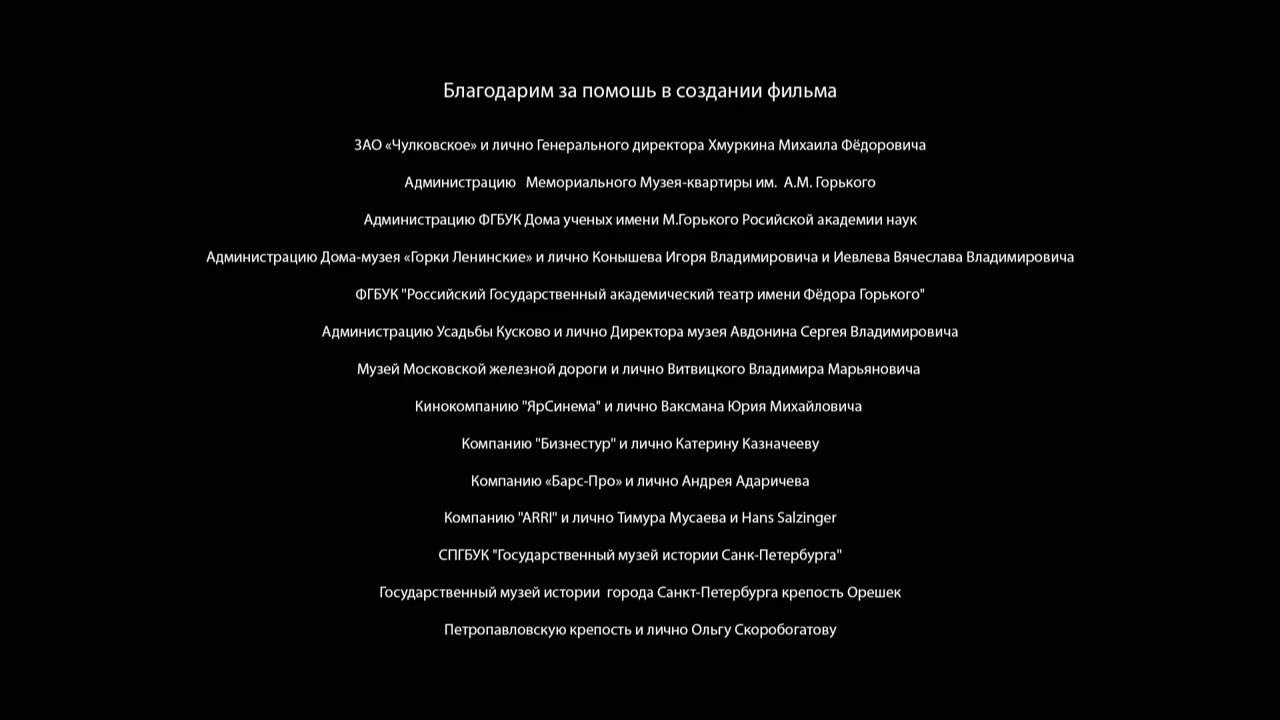 Благодарим за помошь в создании фильма
ЗАО «Чулковское» и лично Генерального директора Хмуркина Михаила Фёдоровича
Администрацию Мемориального Музея-квартиры им. А.М. Горького
Администрацию ФГБУК Дома ученых имени М.Горького Росийской академии наук
Администрацию Дома-музея «Горки Ленинские» и лично Конышева Игоря Владимировича и Иевлева Вячеслава Владимировича
ФГБУК "Российский Государственный академический театр имени Фёдора Горького"
Администрацию Усадьбы Кусково и лично Директора музея Авдонина Сергея Владимировича
Музей Московской железной дороги и лично Витвицкого Владимира Марьяновича
Кинокомпанию "ЯрСинема" и лично Ваксмана Юрия Михайловича
Компанию "Бизнестур" и лично Катерину Казначееву
Компанию «Барс-Про» и лично Андрея Адаричева
Компанию "ARRI" и лично Тимура Мусаева и Hans Salzinger
СПГБУК "Государственный музей истории Санк-Петербурга"
Государственный музей истории города Санкт-Петербурга крепость Орешек
Петропавловскую крепость и лично Ольгу Скоробогатову